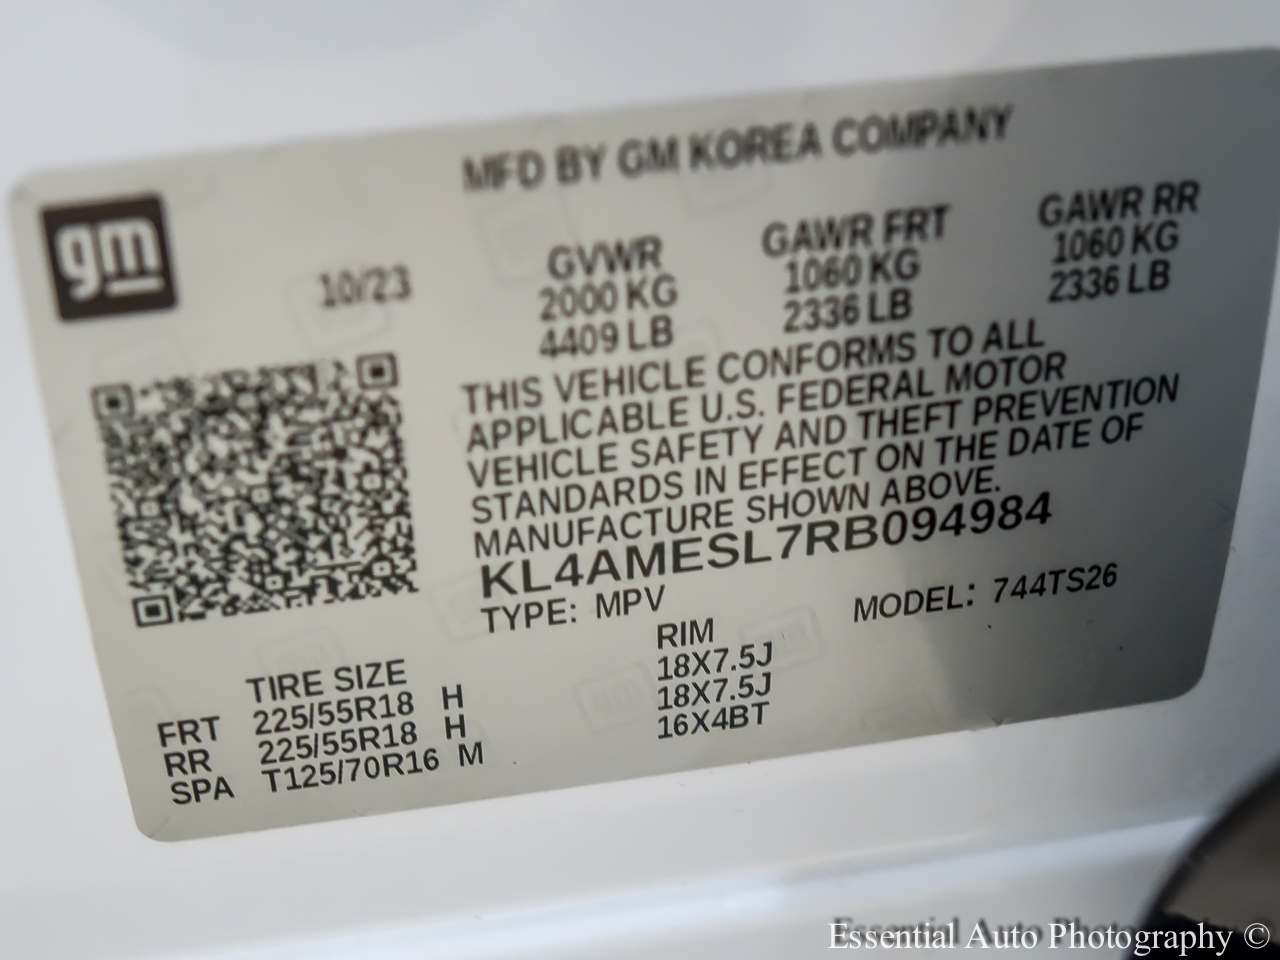 MFD BY GM KOREA COMPANY
gm
10/23
GVWR GAWR FRT GAWR RR
2000 KG 1060 KG 1060 KG
4409 LB 2336 LB 2336 LB
THIS VEHICLE CONFORMS TO ALL
APPLICABLE U.S. FEDERAL MOTOR
VEHICLE SAFETY AND THEFT PREVENTION
STANDARDS IN EFFECT ON THE DATE OF
MANUFACTURE SHOWN ABOVE.
KL4AMESL7RB094984
TYPE: MPV MODEL: 744TS26
TIRE SIZE RIM
FRT 225/55R18 H 18X7.5J
RR 225/55R18 H 18X7.5J
SPA T125/70R16 M 16X4BT
Essential Auto Photography ©